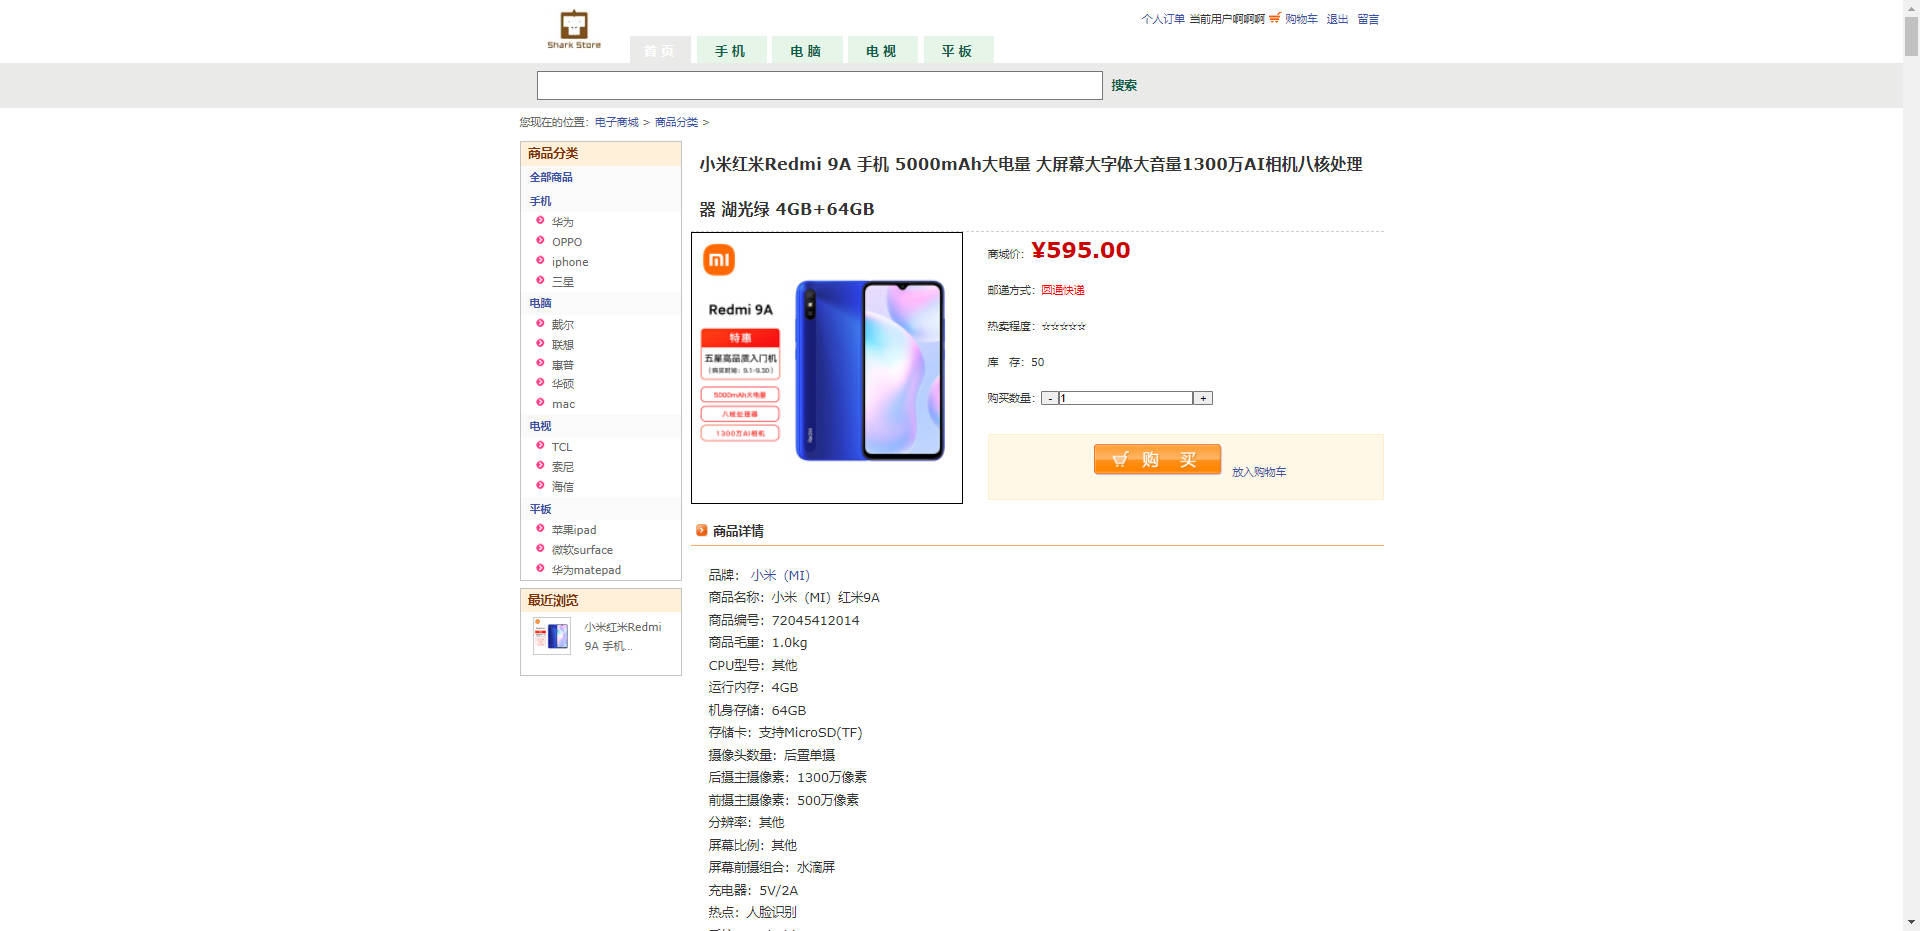 Shark Store
个人订单 当前用户啊啊啊 购物车 退出 留言
首页 手机 电脑 电视 平板
搜索
您现在的位置：电子商城 > 商品分类 >
商品分类
全部商品
手机
华为
OPPO
iphone
三星
电脑
戴尔
联想
惠普
华硕
mac
电视
TCL
索尼
海信
平板
苹果ipad
微软surface
华为matepad
最近浏览
小米红米Redmi
9A 手机...
小米红米Redmi 9A 手机 5000mAh大电量 大屏幕大字体大音量1300万AI相机八核处理
器 湖光绿 4GB+64GB
Redmi 9A
特惠
五星高品质入门机
（购买时间：9.1-9.30）
5000mAh大电量
八核处理器
1300万AI相机
商城价：¥595.00
邮递方式：圆通快递
热卖程度：☆☆☆☆☆
库 存：50
购买数量：- 1 +
购 买 放入购物车
商品详情
品牌： 小米（MI）
商品名称：小米（MI）红米9A
商品编号：72045412014
商品毛重：1.0kg
CPU型号：其他
运行内存：4GB
机身存储：64GB
存储卡：支持MicroSD(TF)
摄像头数量：后置单摄
后摄主摄像素：1300万像素
前摄主摄像素：500万像素
分辨率：其他
屏幕比例：其他
屏幕前摄组合：水滴屏
充电器：5V/2A
热点：人脸识别